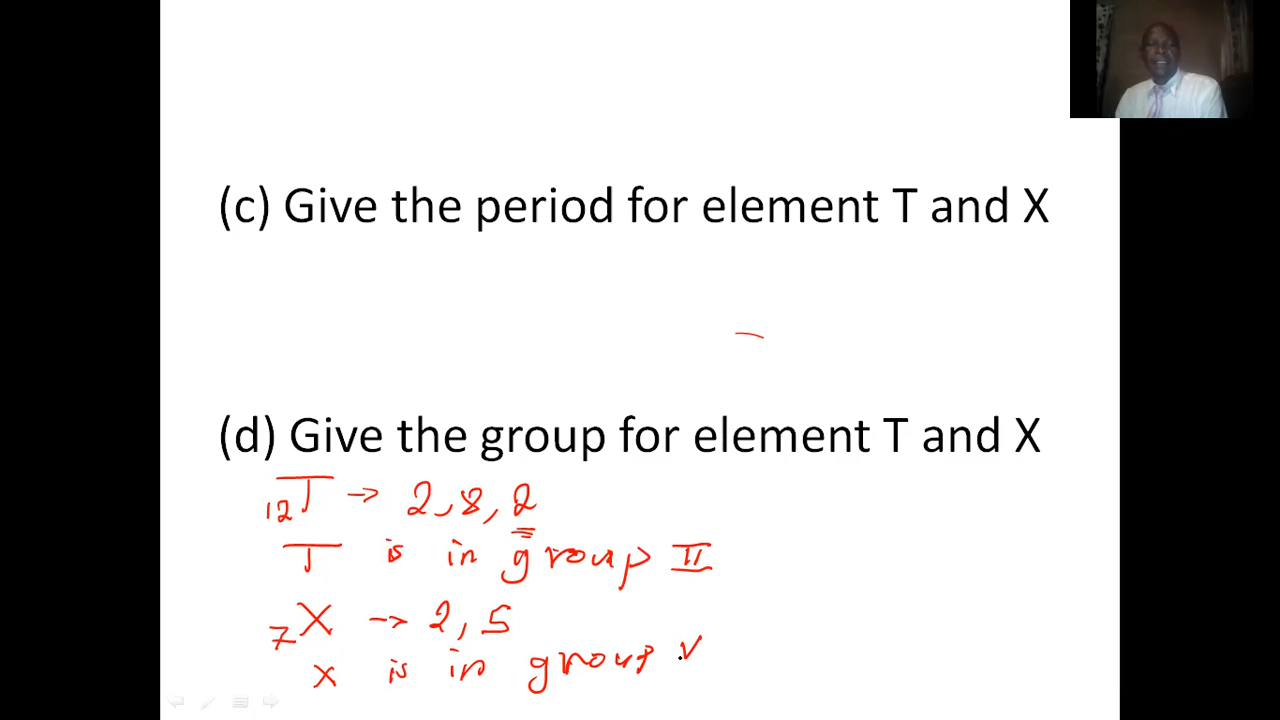 (c) Give the period for element T and X
(d) Give the group for element T and X
₁₂T → 2, 8, 2
T is in group II
₇X → 2, 5
X is in group V